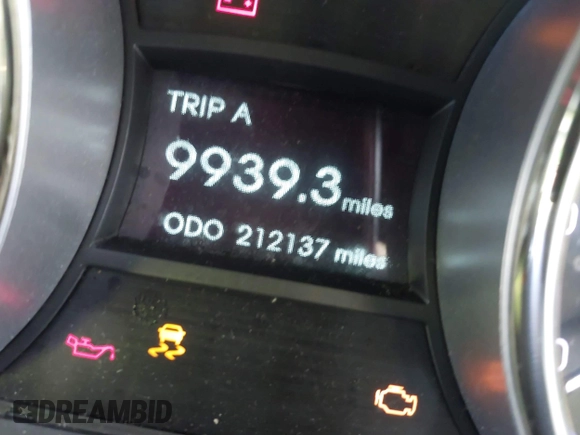 TRIP A
9939.3 miles
ODO 212137 miles
DREAMBID